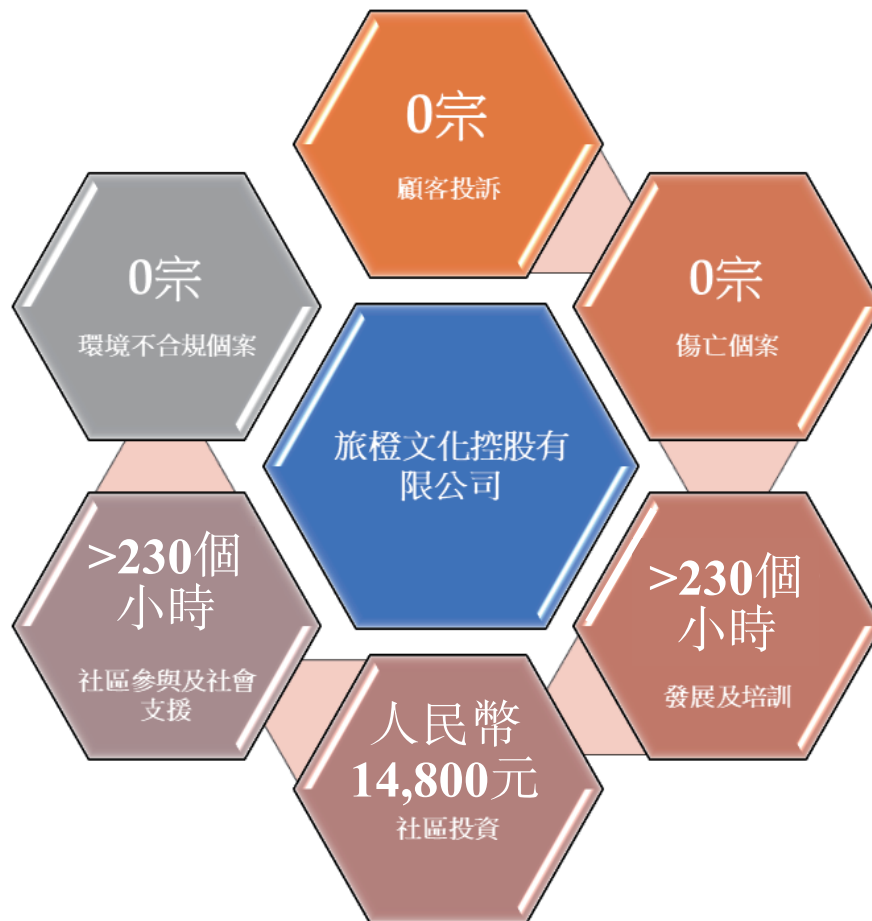 0宗
顧客投訴
0宗
環境不合規個案
0宗
傷亡個案
旅橙文化控股有
限公司
>230個
小時
社區參與及社會
支援
>230個
小時
發展及培訓
人民幣
14,800元
社區投資